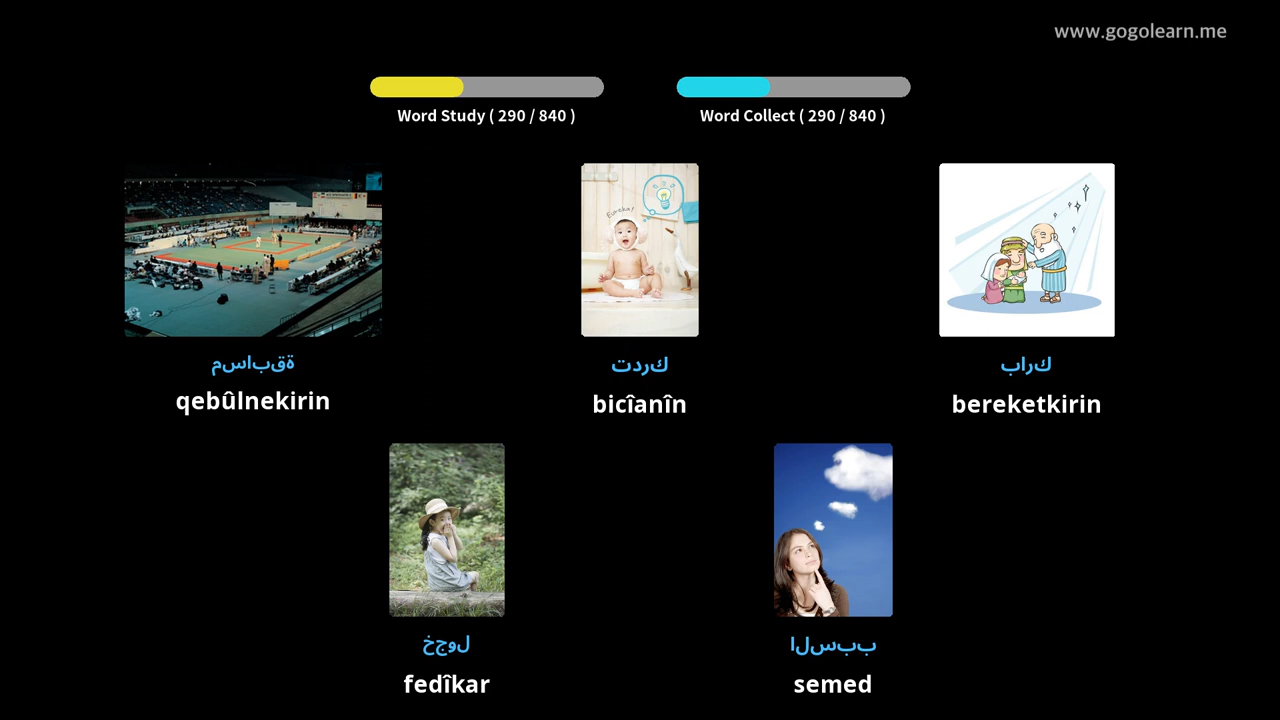 www.gogolearn.me
Word Study ( 290 / 840 )
Word Collect ( 290 / 840 )
مسابقة
qebûlnekirin
تدرك
bicîanîn
بارك
bereketkirin
خجول
fedîkar
السبب
semed